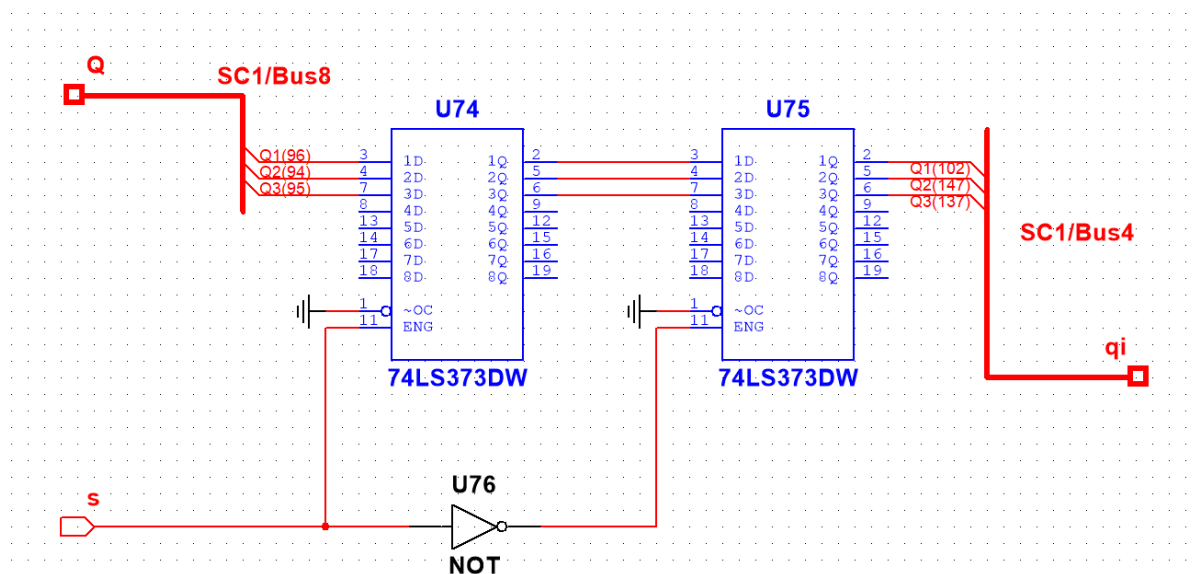 Q
SC1/Bus8
U74
U75
Q1(96)
Q2(94)
Q3(95)
3 1D 1Q 2
4 2D 2Q 5
7 3D 3Q 6
8 4D 4Q 9
13 5D 5Q 12
14 6D 6Q 15
17 7D 7Q 16
18 8D 8Q 19
1 ~OC
11 ENG
74LS373DW
3 1D 1Q 2
4 2D 2Q 5
7 3D 3Q 6
8 4D 4Q 9
13 5D 5Q 12
14 6D 6Q 15
17 7D 7Q 16
18 8D 8Q 19
1 ~OC
11 ENG
74LS373DW
Q1(102)
Q2(147)
Q3(137)
SC1/Bus4
qi
s
U76
NOT